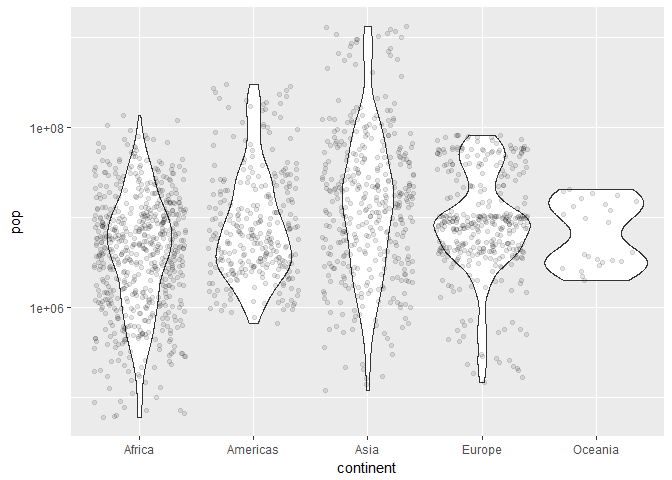 pop
1e+08
1e+06
Africa
Americas
Asia
Europe
Oceania
continent